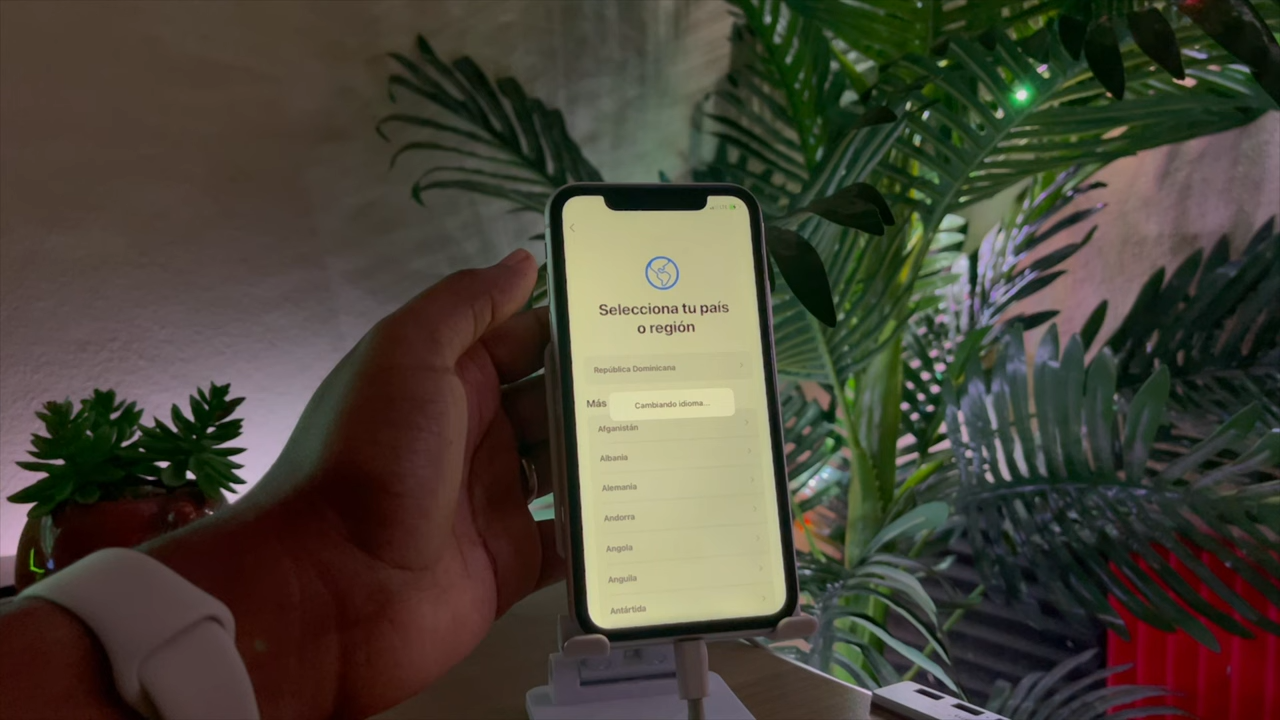 Selecciona tu país
o región
República Dominicana
Más
Cambiando idioma...
Afganistán
Albania
Alemania
Andorra
Angola
Anguila
Antártida